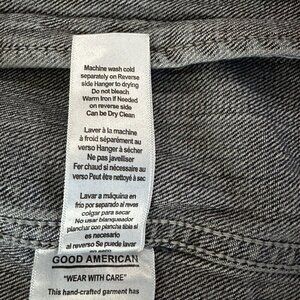 Machine wash cold
separately on Reverse
side Hanger to drying
Do not bleach
Warm Iron If Needed
on reverse side
Can be Dry Clean
Laver à la machine
à froid séparément au
verso Hanger à sécher
Ne pas javelliser
Fer chaud si nécessaire au
verso Peut être nettoyé à sec
Lavar a máquina en
frio por separado al reves
colgar para secar
No usar blanqueador
planchar con plancha tibia si
es necesario
al reverso Se puede lavar
GOOD AMERICAN
"WEAR WITH CARE"
This hand-crafted garment has